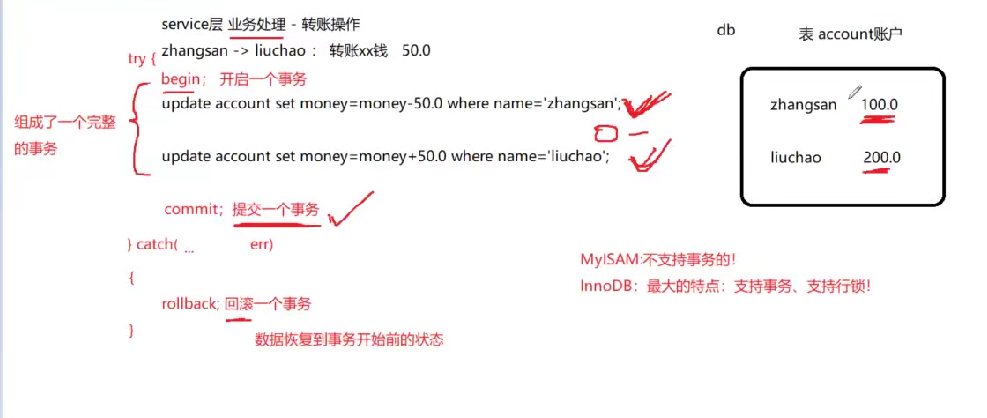 service层 业务处理 - 转账操作
zhangsan -> liuchao： 转账xx钱 50.0
try {
begin； 开启一个事务
update account set money=money-50.0 where name='zhangsan';
组成了一个完整
的事务
update account set money=money+50.0 where name='liuchao';
commit；提交一个事务
} catch( ... err)
{
rollback; 回滚一个事务
}
数据恢复到事务开始前的状态
db 表 account账户
zhangsan 100.0
liuchao 200.0
MyISAM:不支持事务的！
InnoDB：最大的特点：支持事务、支持行锁！